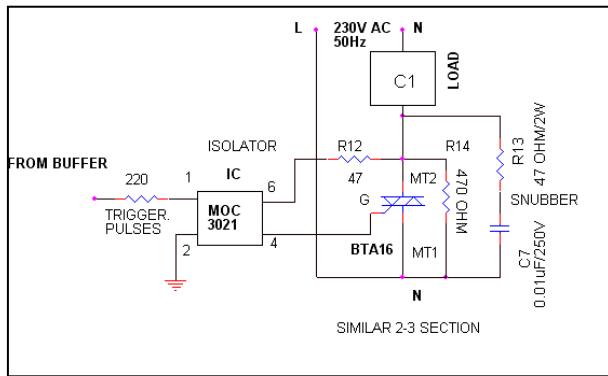 L 230V AC N
50Hz
C1
LOAD
ISOLATOR
R12
R14
R13
47 OHM/2W
FROM BUFFER
220
1
IC
6
47
MT2
470 OHM
SNUBBER
TRIGGER.
PULSES
MOC
3021
G
2
4
BTA16
MT1
C7
0.01uF/250V
N
SIMILAR 2-3 SECTION